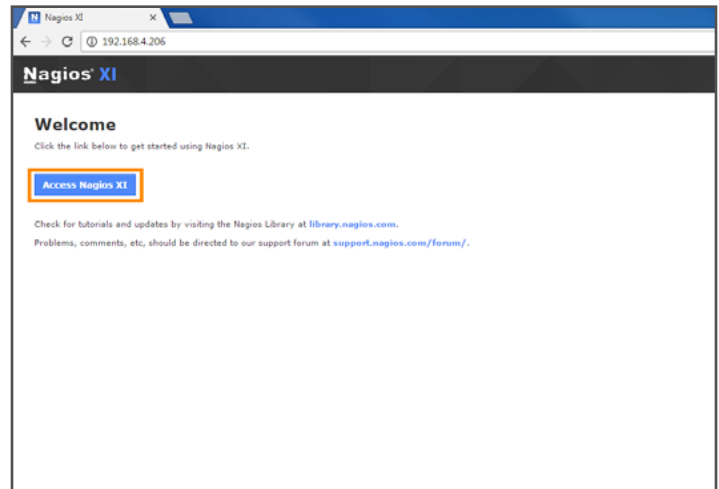 Nagios XI
192.168.4.206
Nagios® XI
Welcome
Click the link below to get started using Nagios XI.
Access Nagios XI
Check for tutorials and updates by visiting the Nagios Library at library.nagios.com.
Problems, comments, etc, should be directed to our support forum at support.nagios.com/forum/.